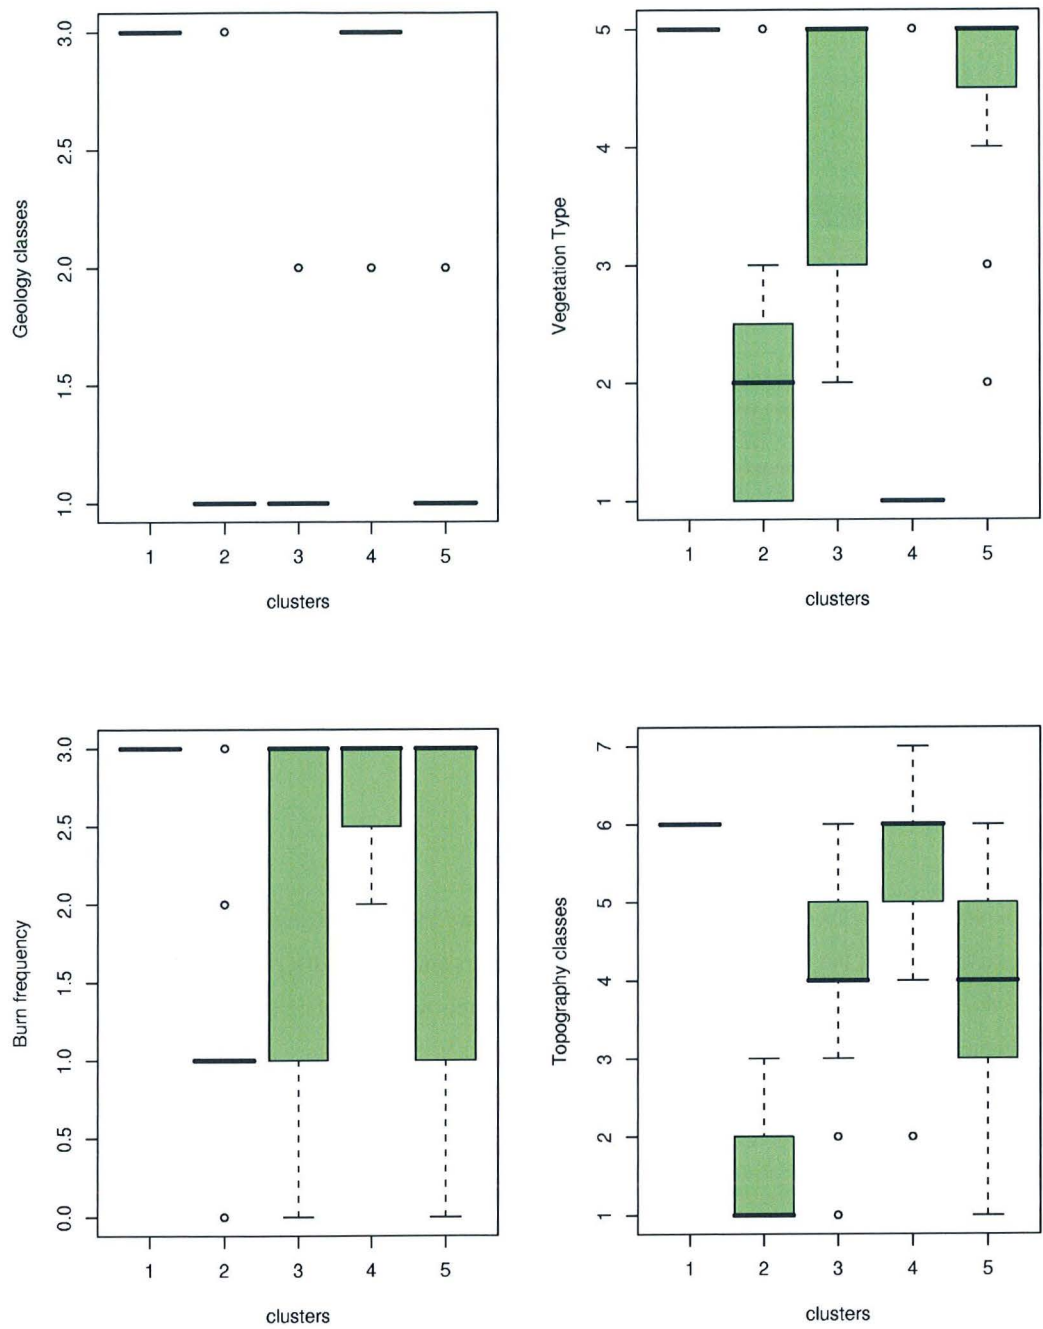 Geology classes
3.0
2.5
2.0
1.5
1.0
1 2 3 4 5
clusters
Vegetation Type
5
4
3
2
1
1 2 3 4 5
clusters
Burn frequency
3.0
2.5
2.0
1.5
1.0
0.5
0.0
1 2 3 4 5
clusters
Topography classes
7
6
5
4
3
2
1
1 2 3 4 5
clusters